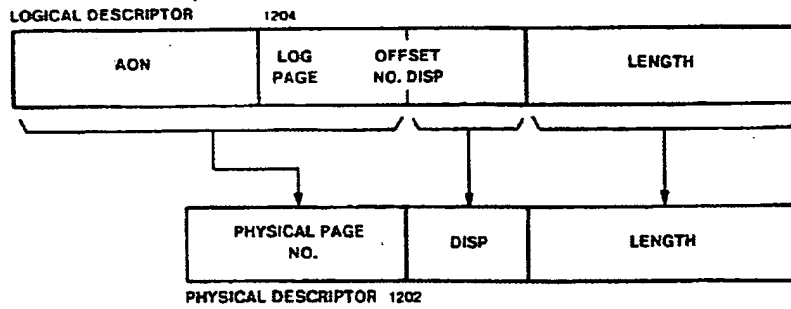 LOGICAL DESCRIPTOR 1204
AON
LOG OFFSET
PAGE NO. DISP
LENGTH
PHYSICAL PAGE
NO.
DISP
LENGTH
PHYSICAL DESCRIPTOR 1202